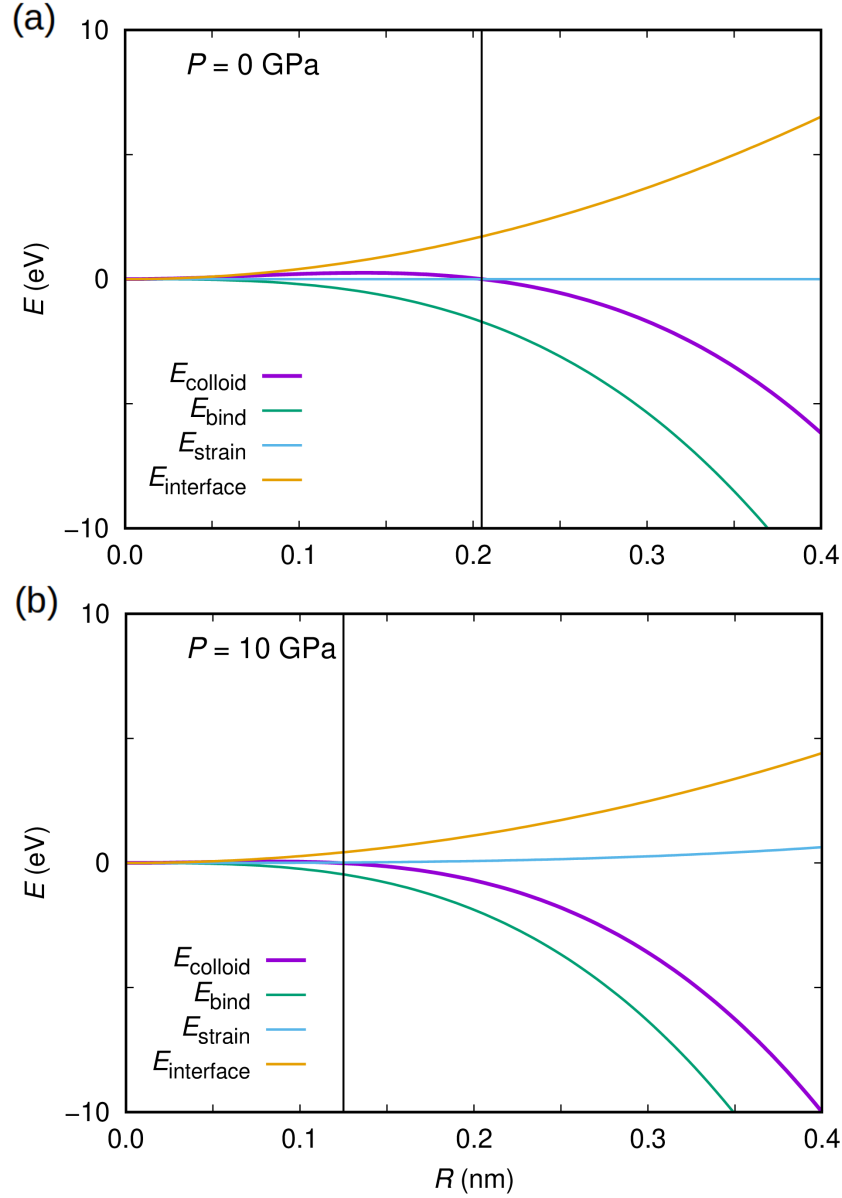 (a)
10
P = 0 GPa
E (eV)
0
E_colloid
E_bind
E_strain
E_interface
−10
0.0 0.1 0.2 0.3 0.4
(b)
10
P = 10 GPa
E (eV)
0
E_colloid
E_bind
E_strain
E_interface
−10
0.0 0.1 0.2 0.3 0.4
R (nm)